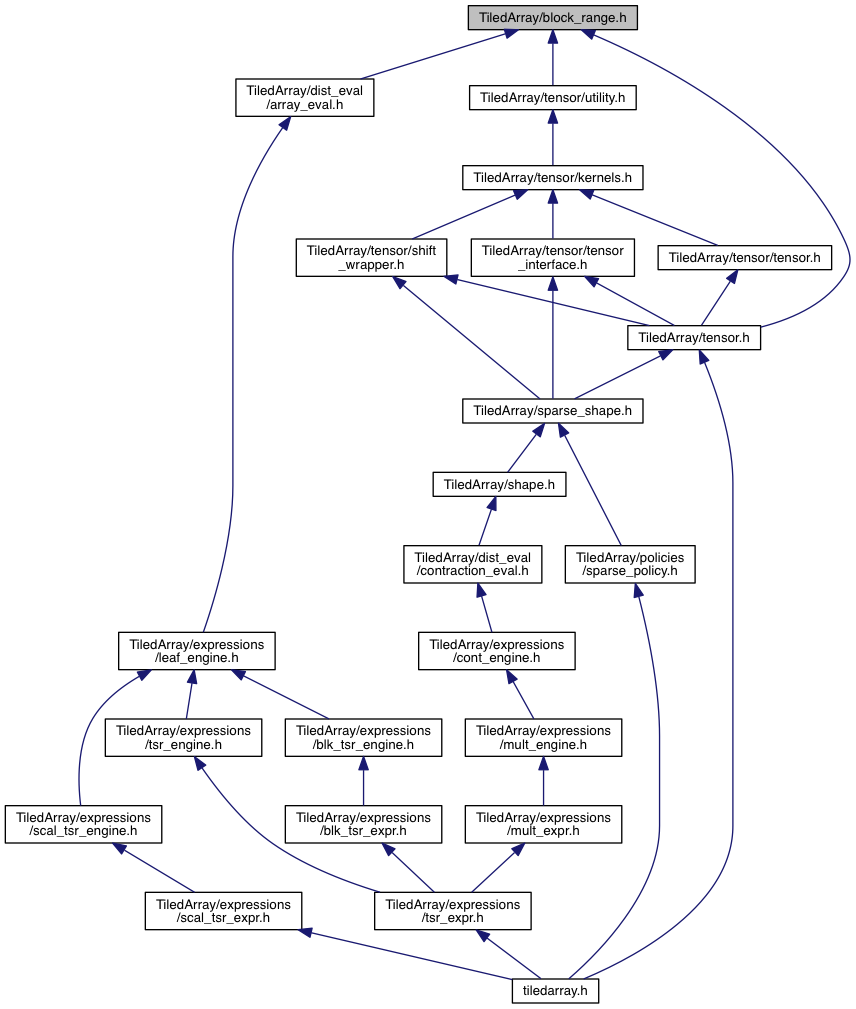 TiledArray/block_range.h
TiledArray/dist_eval
/array_eval.h
TiledArray/tensor/utility.h
TiledArray/tensor/kernels.h
TiledArray/tensor/shift
_wrapper.h
TiledArray/tensor/tensor
_interface.h
TiledArray/tensor/tensor.h
TiledArray/tensor.h
TiledArray/sparse_shape.h
TiledArray/shape.h
TiledArray/dist_eval
/contraction_eval.h
TiledArray/policies
/sparse_policy.h
TiledArray/expressions
/leaf_engine.h
TiledArray/expressions
/cont_engine.h
TiledArray/expressions
/tsr_engine.h
TiledArray/expressions
/blk_tsr_engine.h
TiledArray/expressions
/mult_engine.h
TiledArray/expressions
/scal_tsr_engine.h
TiledArray/expressions
/blk_tsr_expr.h
TiledArray/expressions
/mult_expr.h
TiledArray/expressions
/scal_tsr_expr.h
TiledArray/expressions
/tsr_expr.h
tiledarray.h